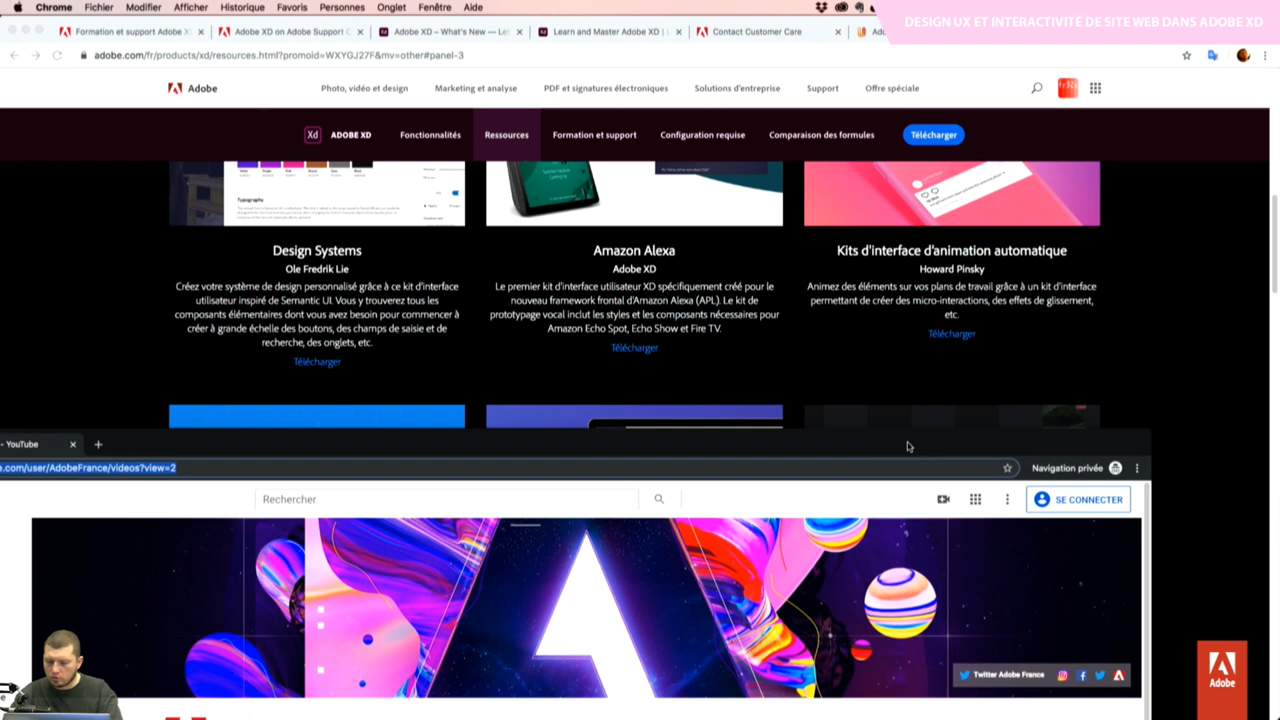 Chrome Fichier Modifier Affichage Historique Favoris Personnes Onglet Fenêtre Aide
DESIGN UX ET INTERACTIVITÉ DE SITE WEB DANS ADOBE XD
Formation et support Adobe X
Adobe XD on Adobe Support C
Adobe XD – What's New — Let
Learn and Master Adobe XD | L
Contact Customer Care
adobe.com/fr/products/xd/resources.html?promoid=WXYGJ27F&mv=other#panel-3
Adobe Photo, vidéo et design Marketing et analyse PDF et signatures électroniques Solutions d'entreprise Support Offre spéciale
Xd ADOBE XD Fonctionnalités Ressources Formation et support Configuration requise Comparaison des formules Télécharger
Typography
Design Systems
Ole Fredrik Lie
Créez votre système de design personnalisé grâce à ce kit d'interface
utilisateur inspiré de Semantic UI. Vous y trouverez tous les
composants élémentaires dont vous avez besoin pour commencer à
créer à grande échelle des boutons, des champs de saisie et de
recherche, des onglets, etc.
Télécharger
Amazon Alexa
Adobe XD
Le premier kit d'interface utilisateur XD spécifiquement créé pour le
nouveau framework frontal d'Amazon Alexa (APL). Le kit de
prototypage vocal inclut les styles et les composants nécessaires pour
Amazon Echo Spot, Echo Show et Fire TV.
Télécharger
Kits d'interface d'animation automatique
Howard Pinsky
Animez des éléments sur vos plans de travail grâce à un kit d'interface
permettant de créer des micro-interactions, des effets de glissement,
etc.
Télécharger
- YouTube
e.com/user/AdobeFrance/videos?view=2
Navigation privée
Rechercher
SE CONNECTER
Twitter Adobe France
Adobe